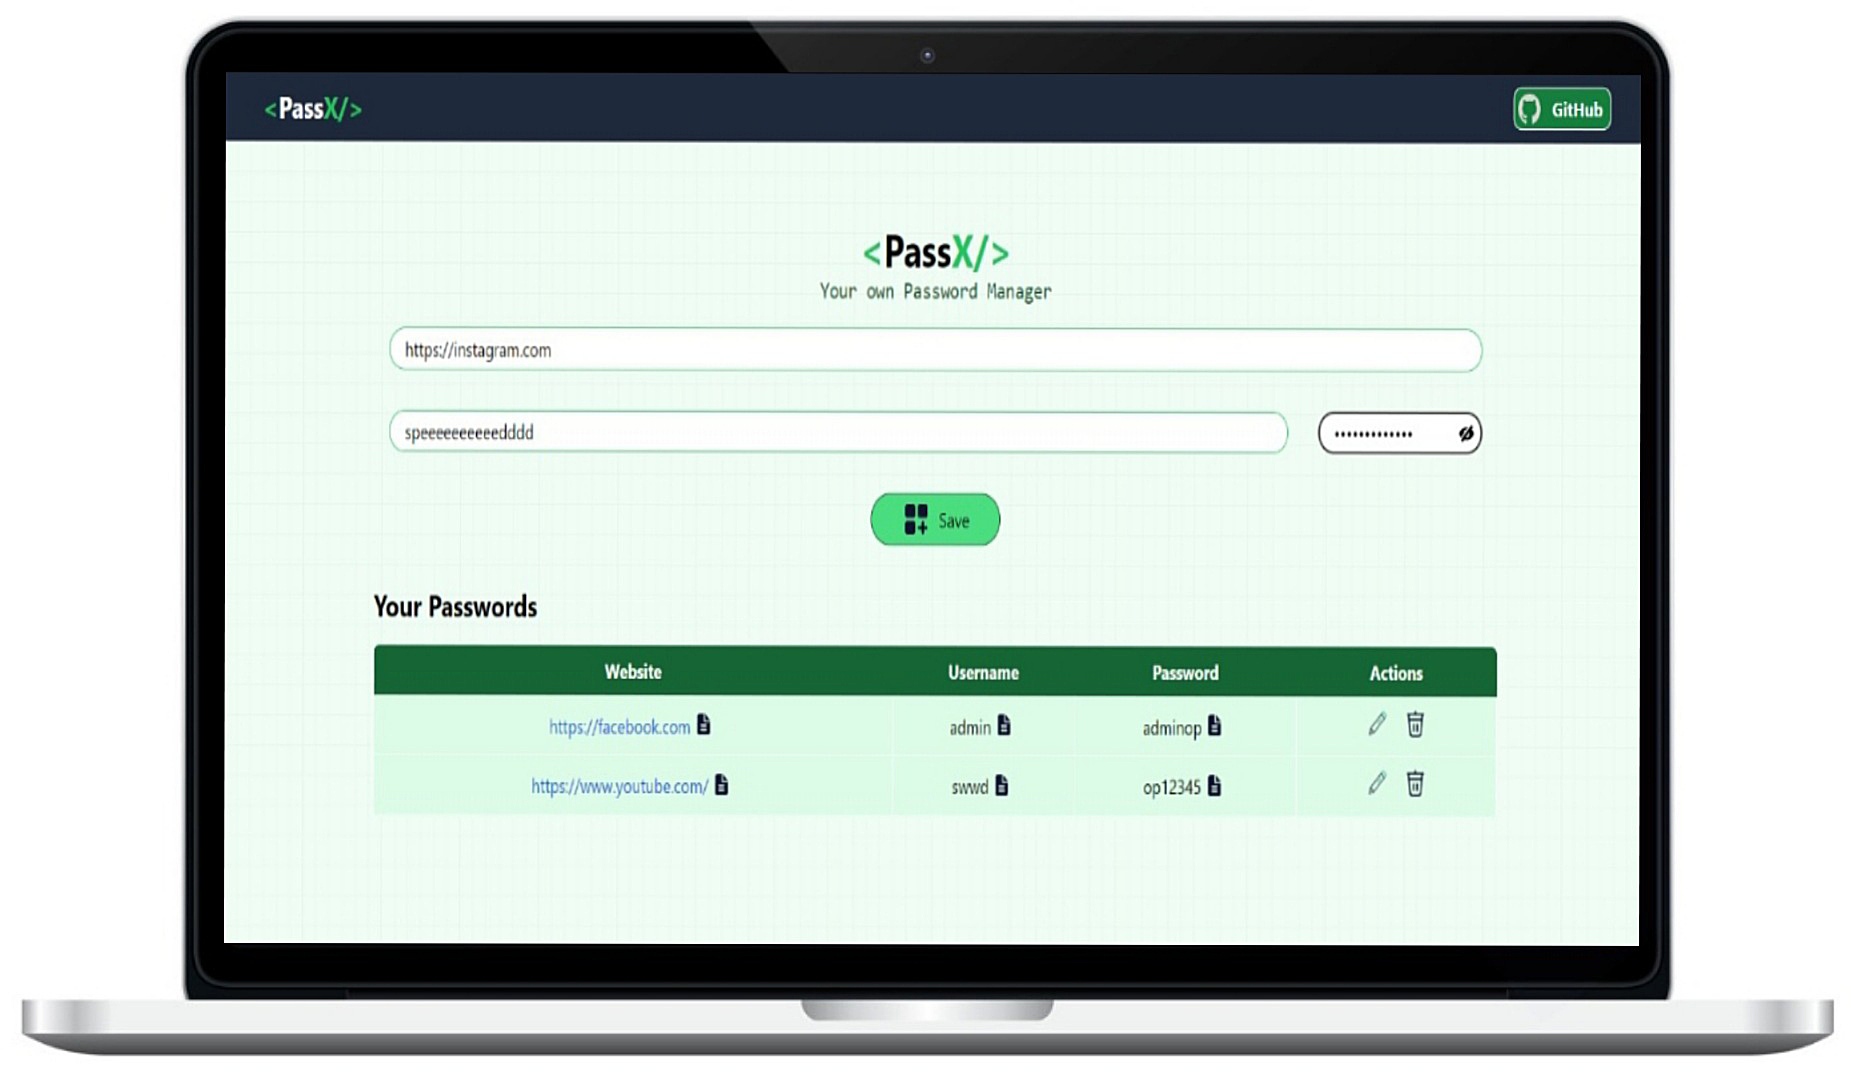 <PassX/>
GitHub
<PassX/>
Your own Password Manager
https://instagram.com
speeeeeeeeeedddd
•••••••••••••
Save
Your Passwords
Website Username Password Actions
https://facebook.com admin adminop
https://www.youtube.com/ swwd op12345